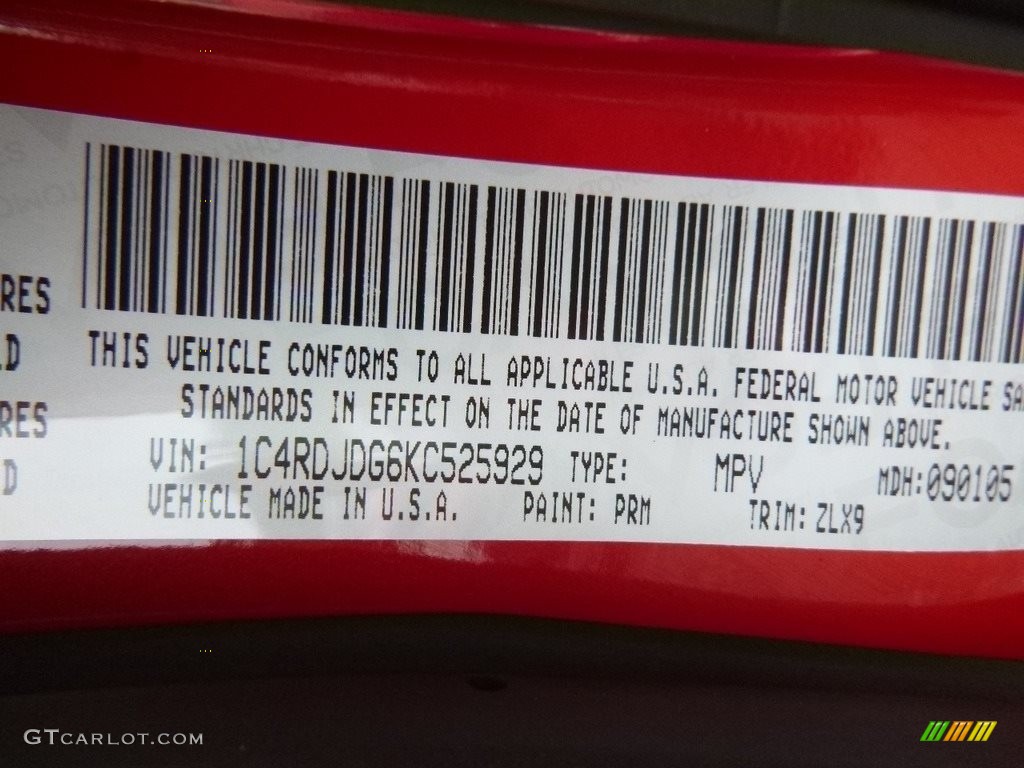 RES
D
RES
D
THIS VEHICLE CONFORMS TO ALL APPLICABLE U.S.A. FEDERAL MOTOR VEHICLE SA
STANDARDS IN EFFECT ON THE DATE OF MANUFACTURE SHOWN ABOVE.
VIN: 1C4RDJDG6KC525929 TYPE: MPV MDH:090105
VEHICLE MADE IN U.S.A. PAINT: PRM TRIM: ZLX9
GTCARLOT.COM